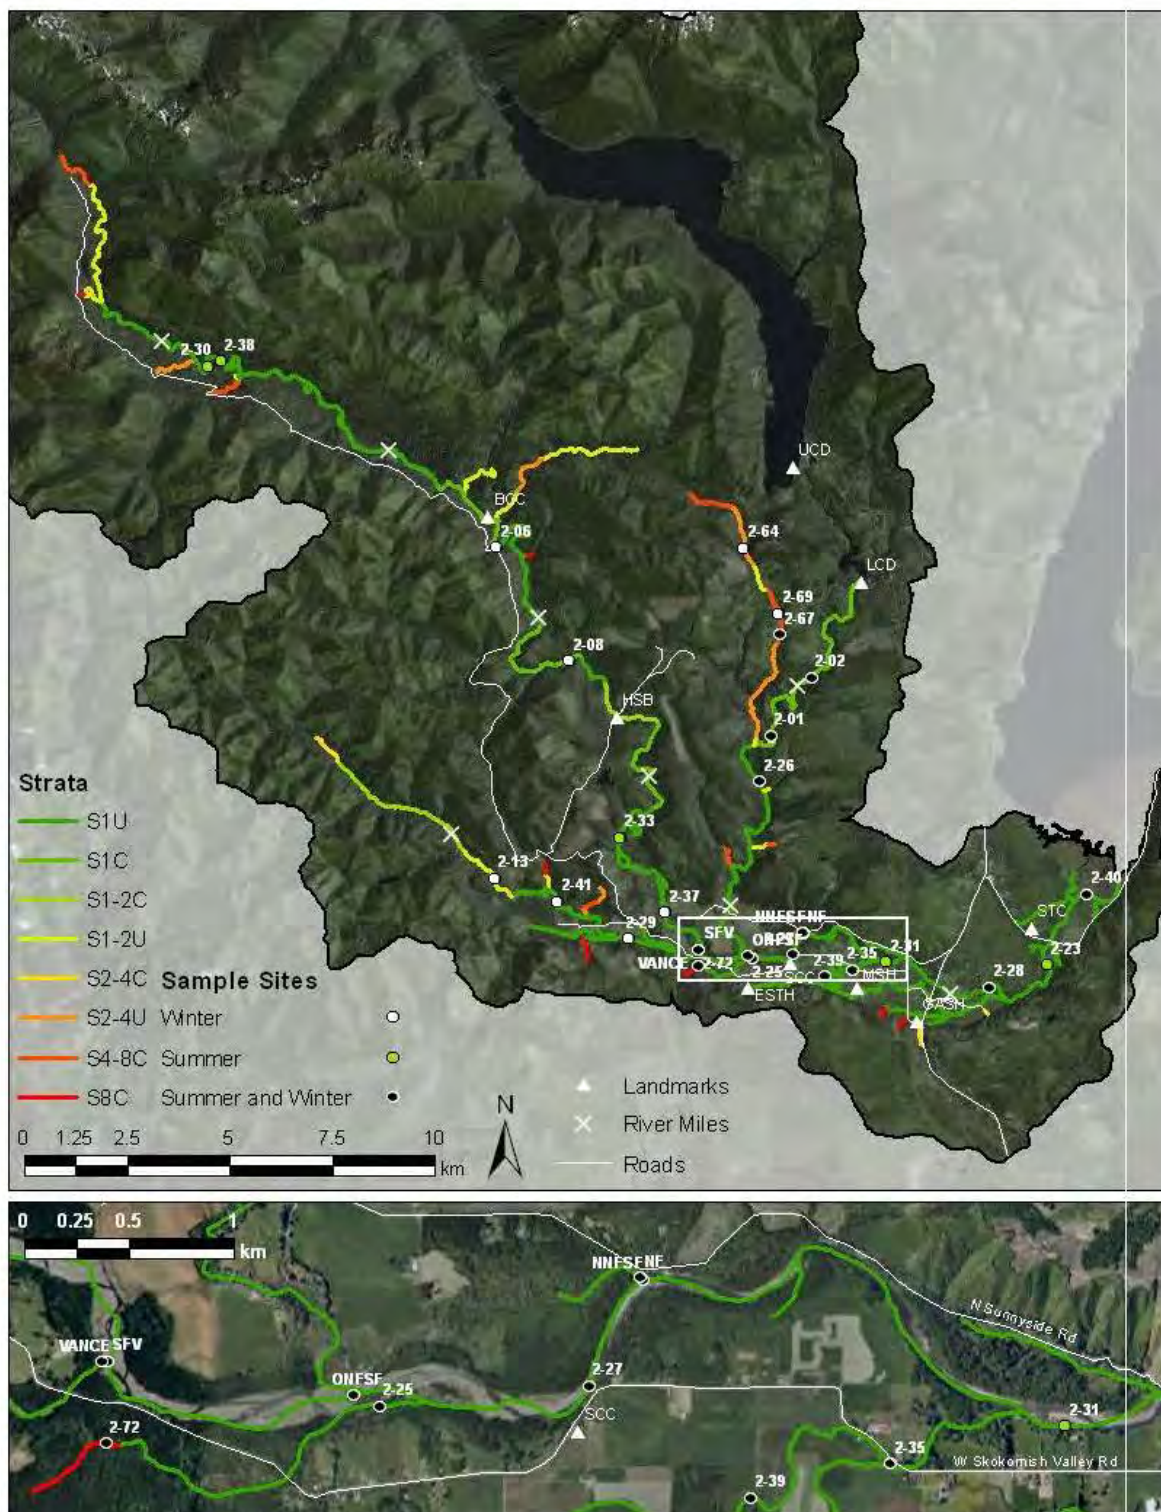 2-30
2-38
UCD
BCC
2-06
2-64
LCD
2-69
2-67
2-08
2-02
HSB
2-01
2-26
2-33
2-13
2-41
2-37
2-40
STC
2-29
SFV
VANCE
2-72
2-25
2-39
2-35
2-31
2-23
2-28
SCC
MSH
ESTH
Strata
S1U
S1C
S1-2C
S1-2U
S2-4C
S2-4U
S4-8C
S8C
Sample Sites
Winter
Summer
Summer and Winter
N
Landmarks
River Miles
Roads
0 1.25 2.5 5 7.5 10
km
0 0.25 0.5 1
km
NNFSFNF
N Sunnyside Rd
VANCE SFV
ONFSF
2-25
2-27
SCC
2-72
2-31
2-35
W Skokomish Valley Rd
2-39